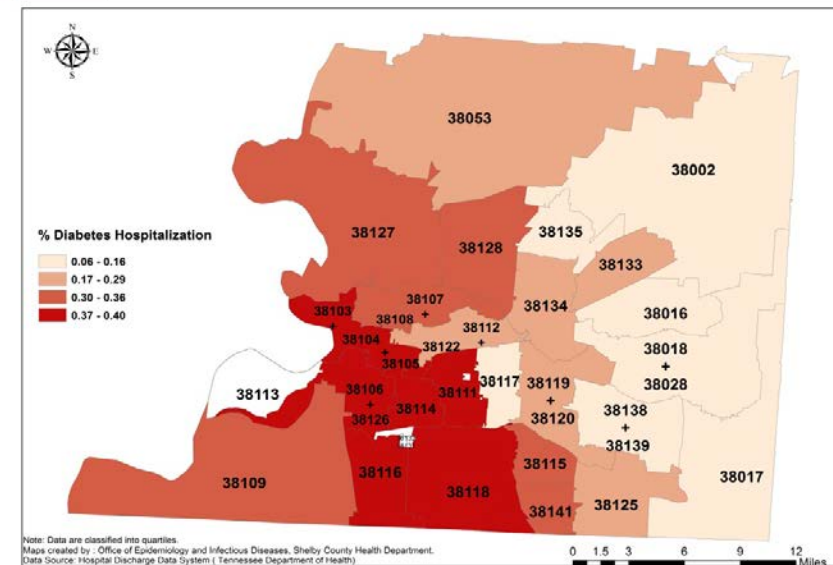 N
W E
S
38053
38002
38135
38127
38128
38133
38107
38134
38016
38103
38108
38112
38104
38122
38018
38105
38028
38117
38119
38113
38106
38111
38138
38114
38120
38126
38139
38115
38116
38017
38109
38118
38125
38141
% Diabetes Hospitalization
0.06 - 0.16
0.17 - 0.29
0.30 - 0.36
0.37 - 0.40
Note: Data are classified into quartiles.
Maps created by : Office of Epidemiology and Infectious Diseases, Shelby County Health Department.
Data Source: Hospital Discharge Data System ( Tennessee Department of Health)
0 1.5 3 6 9 12
Miles